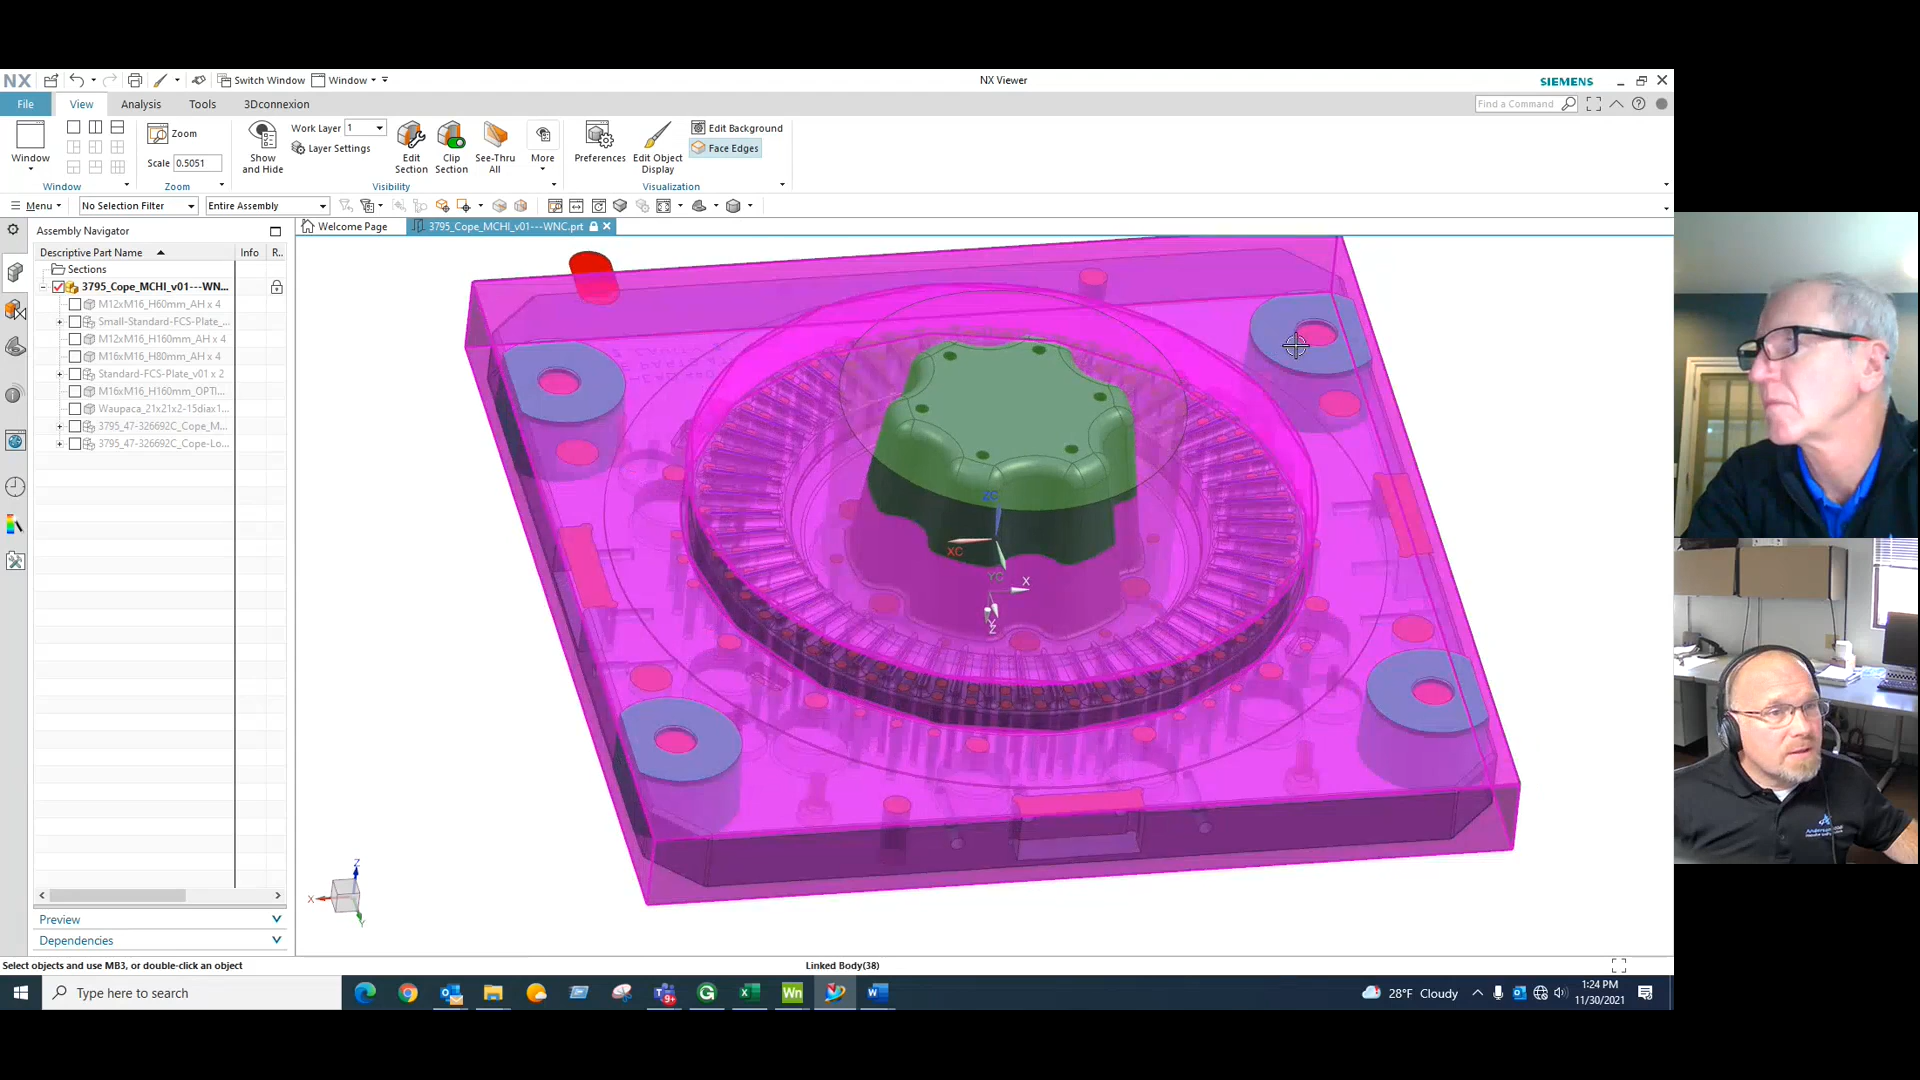 NX Switch Window Window NX Viewer SIEMENS
File View Analysis Tools 3Dconnexion Find a Command
Window
Zoom
Scale 0.5051
Show and Hide
Work Layer 1
Layer Settings
Edit Section
Clip Section
See-Thru All
More
Preferences
Edit Object Display
Edit Background
Face Edges
Window Zoom Visibility Visualization
Menu No Selection Filter Entire Assembly
Assembly Navigator
Welcome Page 3795_Cope_MCHI_v01---WNC.prt
Descriptive Part Name Info R..
Sections
3795_Cope_MCHI_v01---WN...
M12xM16_H60mm_AH x 4
Small-Standard-FCS-Plate_...
M12xM16_H160mm_AH x 4
M16xM16_H80mm_AH x 4
Standard-FCS-Plate_v01 x 2
M16xM16_H160mm_OPTI...
Waupaca_21x21x2-15diax1...
3795_47-326692C_Cope_M...
3795_47-326692C_Cope-Lo...
ZC
XC
YC
X
Y
Z
Z
X
Y
Preview
Dependencies
Select objects and use MB3, or double-click an object Linked Body(38)
Type here to search
9+
Wn
28°F Cloudy
1:24 PM
11/30/2021